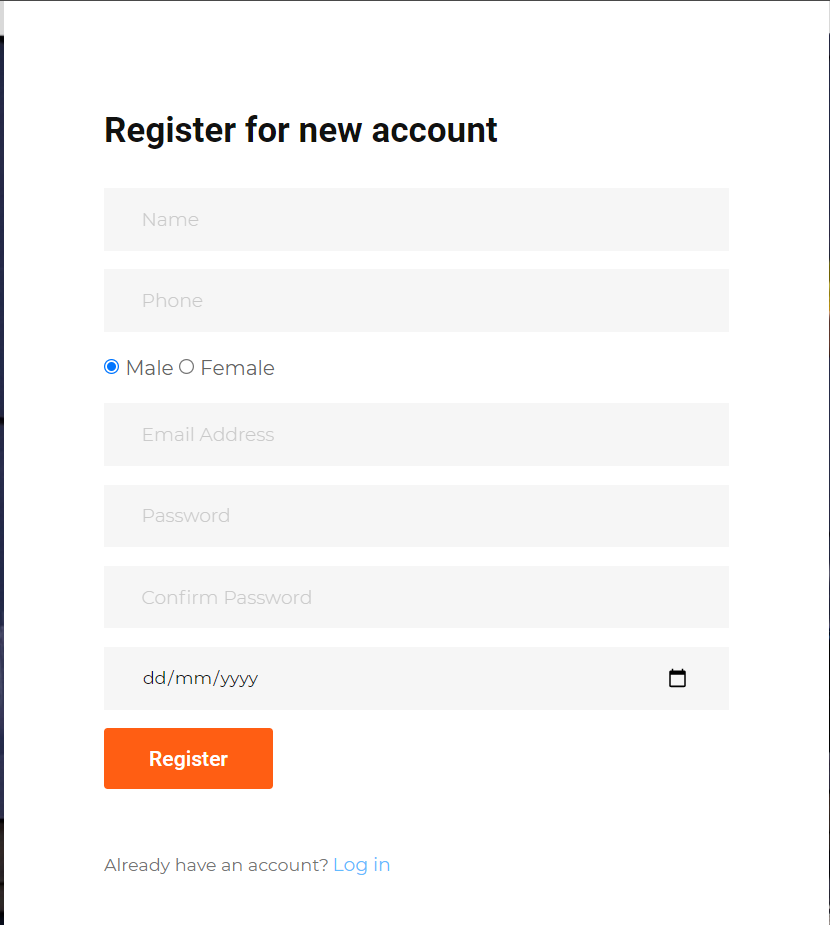 Register for new account
Name
Phone
Male Female
Email Address
Password
Confirm Password
dd/mm/yyyy
Register
Already have an account? Log in